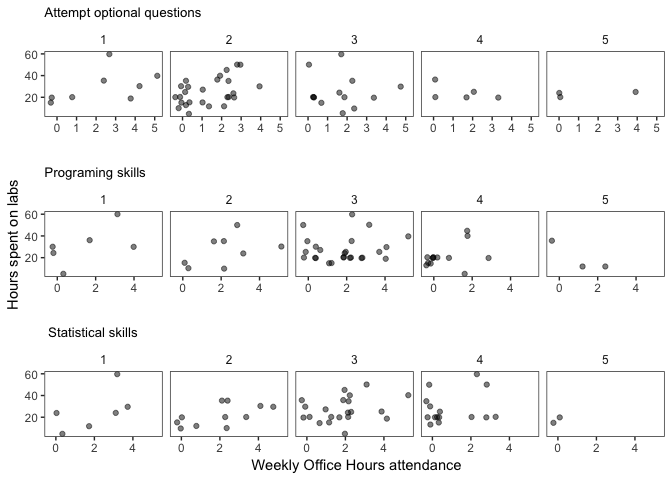 Attempt optional questions
1 2 3 4 5
60
40
20
0 1 2 3 4 5 0 1 2 3 4 5 0 1 2 3 4 5 0 1 2 3 4 5 0 1 2 3 4 5
Programing skills
1 2 3 4 5
60
40
20
0 2 4 0 2 4 0 2 4 0 2 4 0 2 4
Hours spent on labs
Statistical skills
1 2 3 4 5
60
40
20
0 2 4 0 2 4 0 2 4 0 2 4 0 2 4
Weekly Office Hours attendance